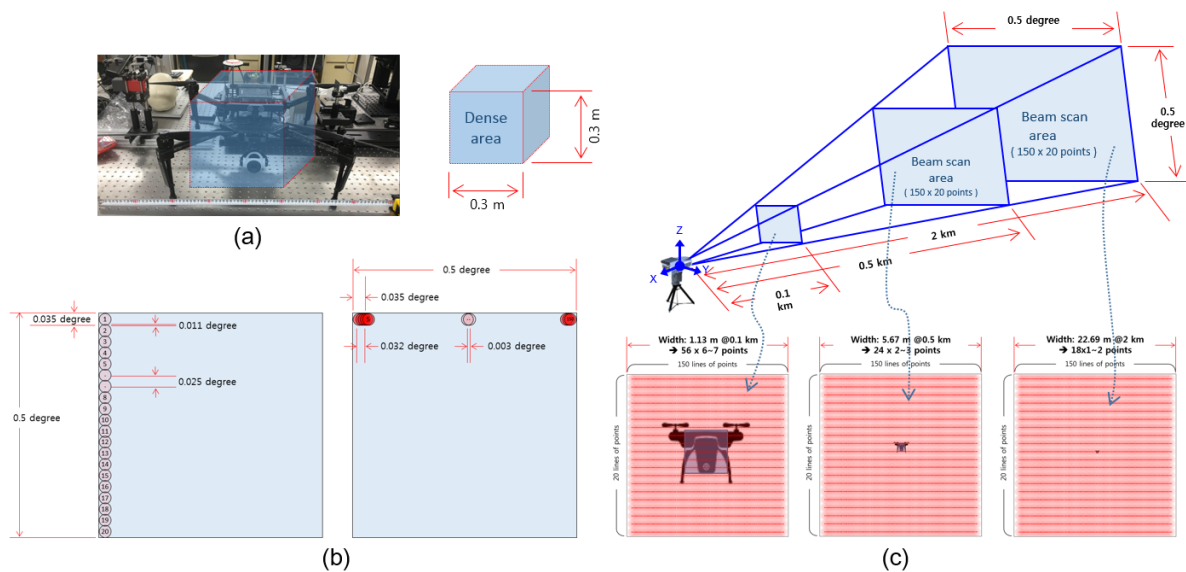 Dense
area
0.3 m
0.3 m
(a)
0.5 degree
0.035 degree
0.035 degree
0.011 degree
0.032 degree
0.003 degree
0.025 degree
0.5 degree
1
2
3
4
5
8
9
10
11
12
13
14
15
16
17
18
19
20
(b)
0.5 degree
0.5
degree
Beam scan
area
( 150 x 20 points )
Beam scan
area
( 150 x 20 points )
Z
X
Y
2 km
0.5 km
0.1
km
Width: 1.13 m @0.1 km
➔ 56 x 6~7 points
150 lines of points
20 lines of points
Width: 5.67 m @0.5 km
➔ 24 x 2~3 points
150 lines of points
20 lines of points
Width: 22.69 m @2 km
➔ 18x1~2 points
150 lines of points
20 lines of points
(c)